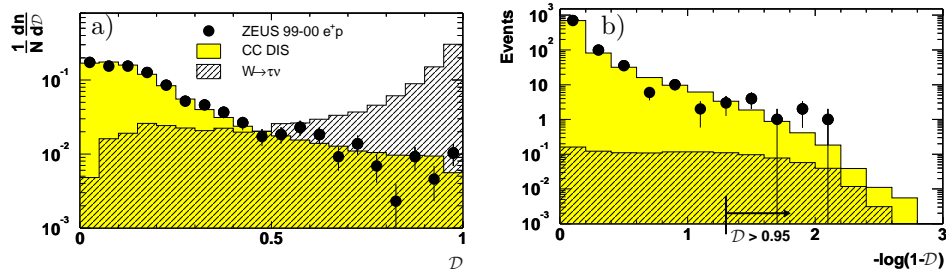 1/N dn/d𝒟
a)
ZEUS 99-00 e⁺p
CC DIS
W→τν
10⁻¹
10⁻²
10⁻³
0
0.5
1
𝒟
Events
b)
10³
10²
10
1
10⁻¹
10⁻²
10⁻³
𝒟 > 0.95
0
1
2
3
-log(1-𝒟)